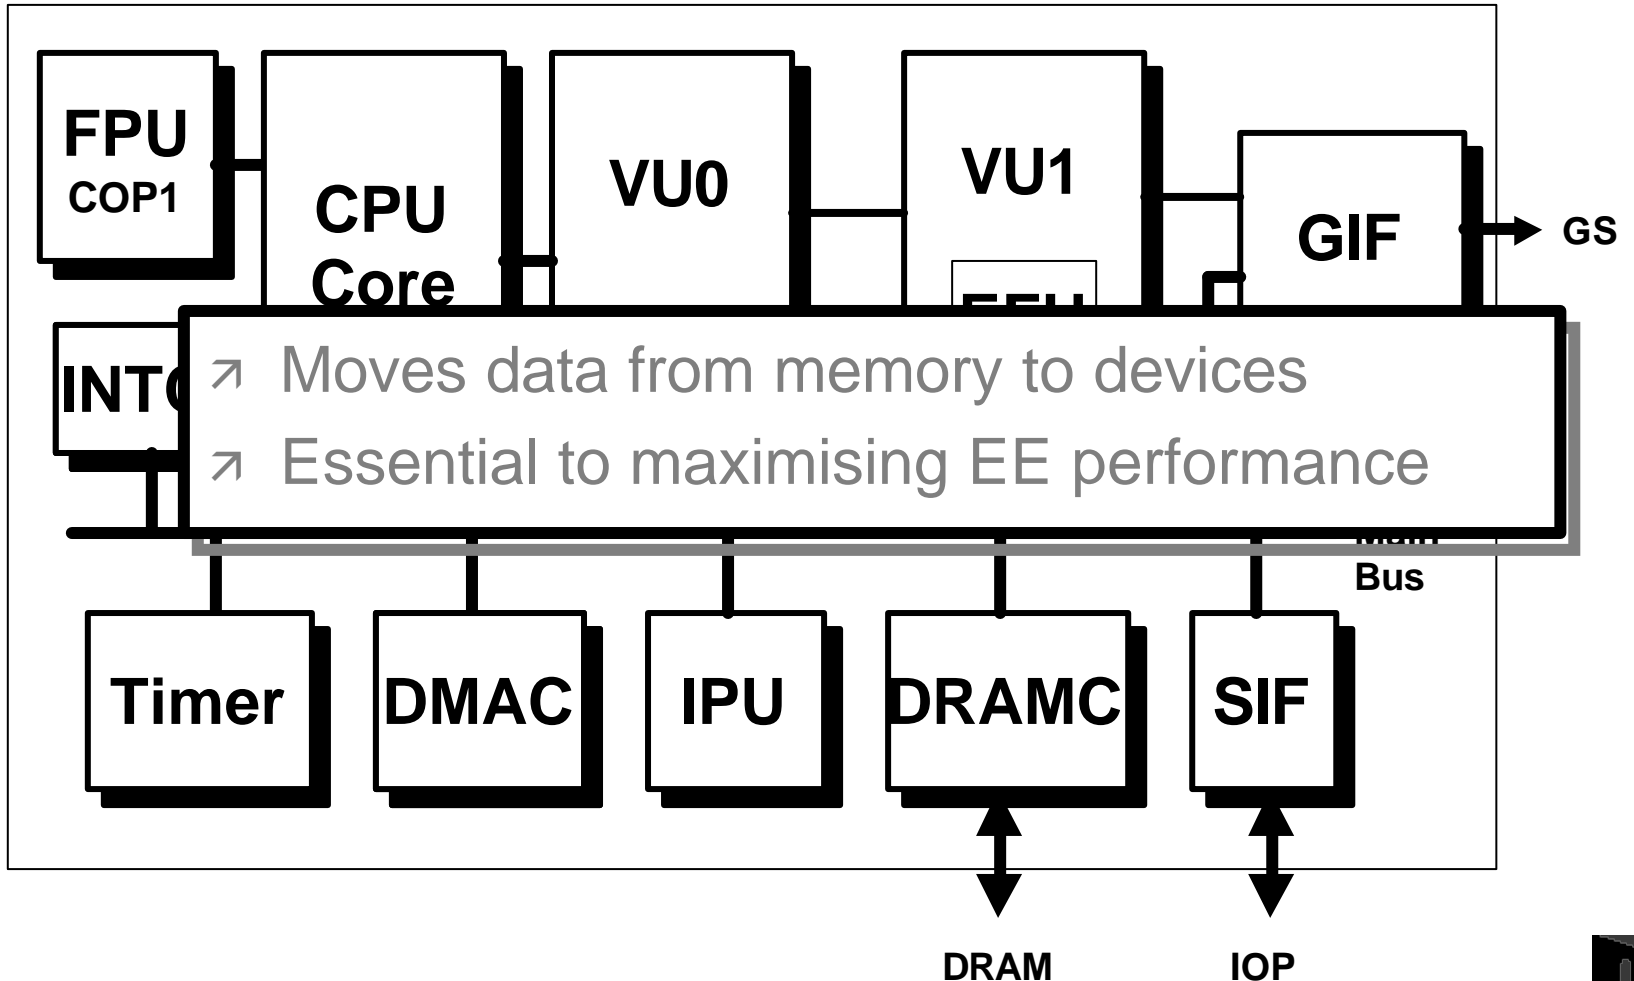 FPU
COP1
CPU
Core
VU0
VU1
GIF
GS
Moves data from memory to devices
Essential to maximising EE performance
Bus
Timer
DMAC
IPU
DRAMC
SIF
DRAM
IOP